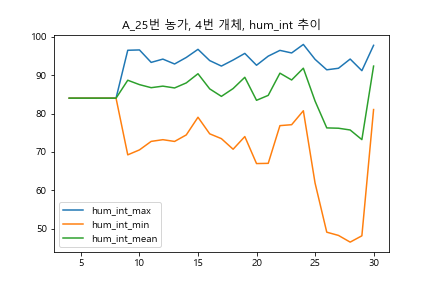 A_25번 농가, 4번 개체, hum_int 추이
100
90
80
70
60
50
hum_int_max
hum_int_min
hum_int_mean
5 10 15 20 25 30